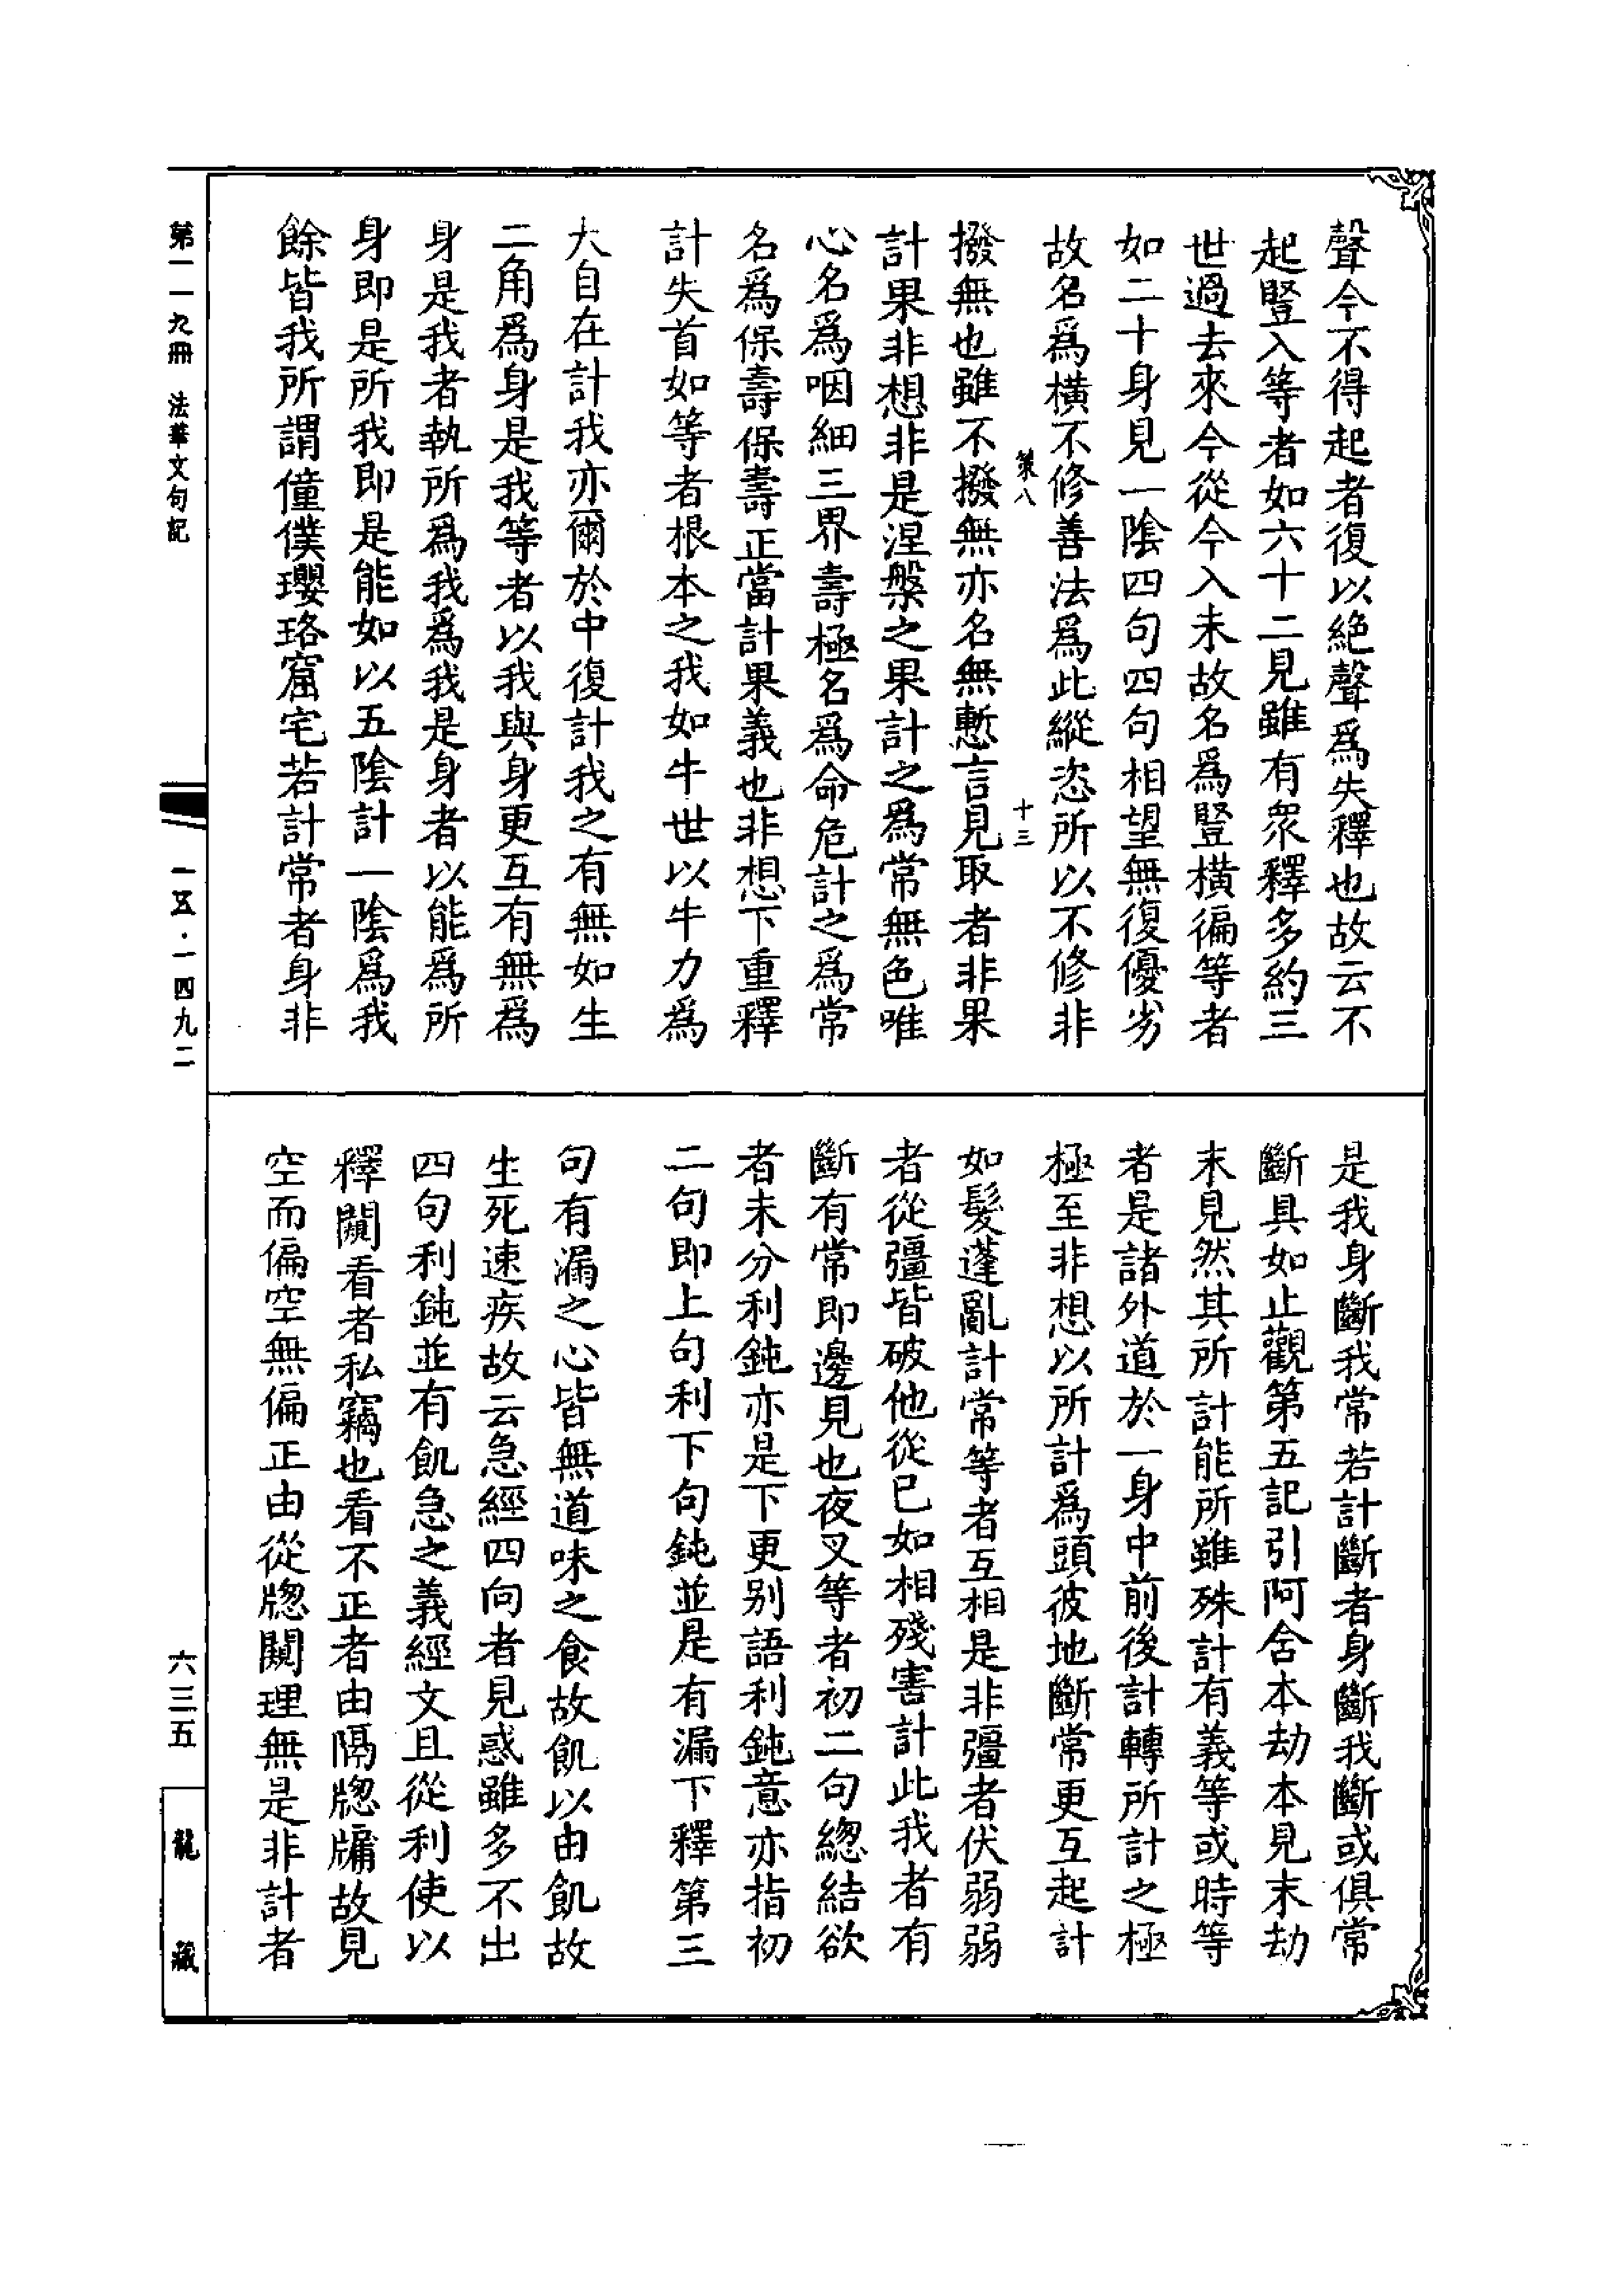 聲今不得起者復以絶聲爲失釋也故云不
起豎入等者如六十二見雖有衆釋多約三
世過去來今從今入未故名爲豎橫徧等者
如二十身見一陰四句四句相望無復優劣
故名爲橫不修善法爲此縱恣所以不修非
策八
十三
撥無也雖不撥無亦名無慙言見取者非果
計果非想非是涅槃之果計之爲常無色唯
心名爲咽細三界壽極名爲命危計之爲常
名爲保壽保壽正當計果義也非想下重釋
計失首如等者根本之我如牛世以牛力爲
大自在計我亦爾於中復計我之有無如生
二角爲身是我等者以我與身更互有無爲
身是我者執所爲我爲我是身者以能爲所
身即是所我即是能如以五陰計一陰爲我
餘皆我所謂僮僕瓔珞窟宅若計常者身非
是我身斷我常若計斷者身斷我斷或俱常
斷具如止觀第五記引阿含本劫本見末劫
末見然其所計能所雖殊計有義等或時等
者是諸外道於一身中前後計轉所計之極
極至非想以所計爲頭彼地斷常更互起計
如髮蓬亂計常等者互相是非彊者伏弱弱
者從彊皆破他從已如相殘害計此我者有
斷有常即邊見也夜叉等者初二句總結欲
者未分利鈍亦是下更别語利鈍意亦指初
二句即上句利下句鈍並是有漏下釋第三
句有漏之心皆無道味之食故飢以由飢故
生死速疾故云急經四向者見惑雖多不出
四句利鈍並有飢急之義經文且從利使以
釋闚看者私竊也看不正者由隔牕牖故見
空而偏空無偏正由從牕闚理無是非計者
第一一九冊 法華文句記
一五·一四九二
六三五
龍藏